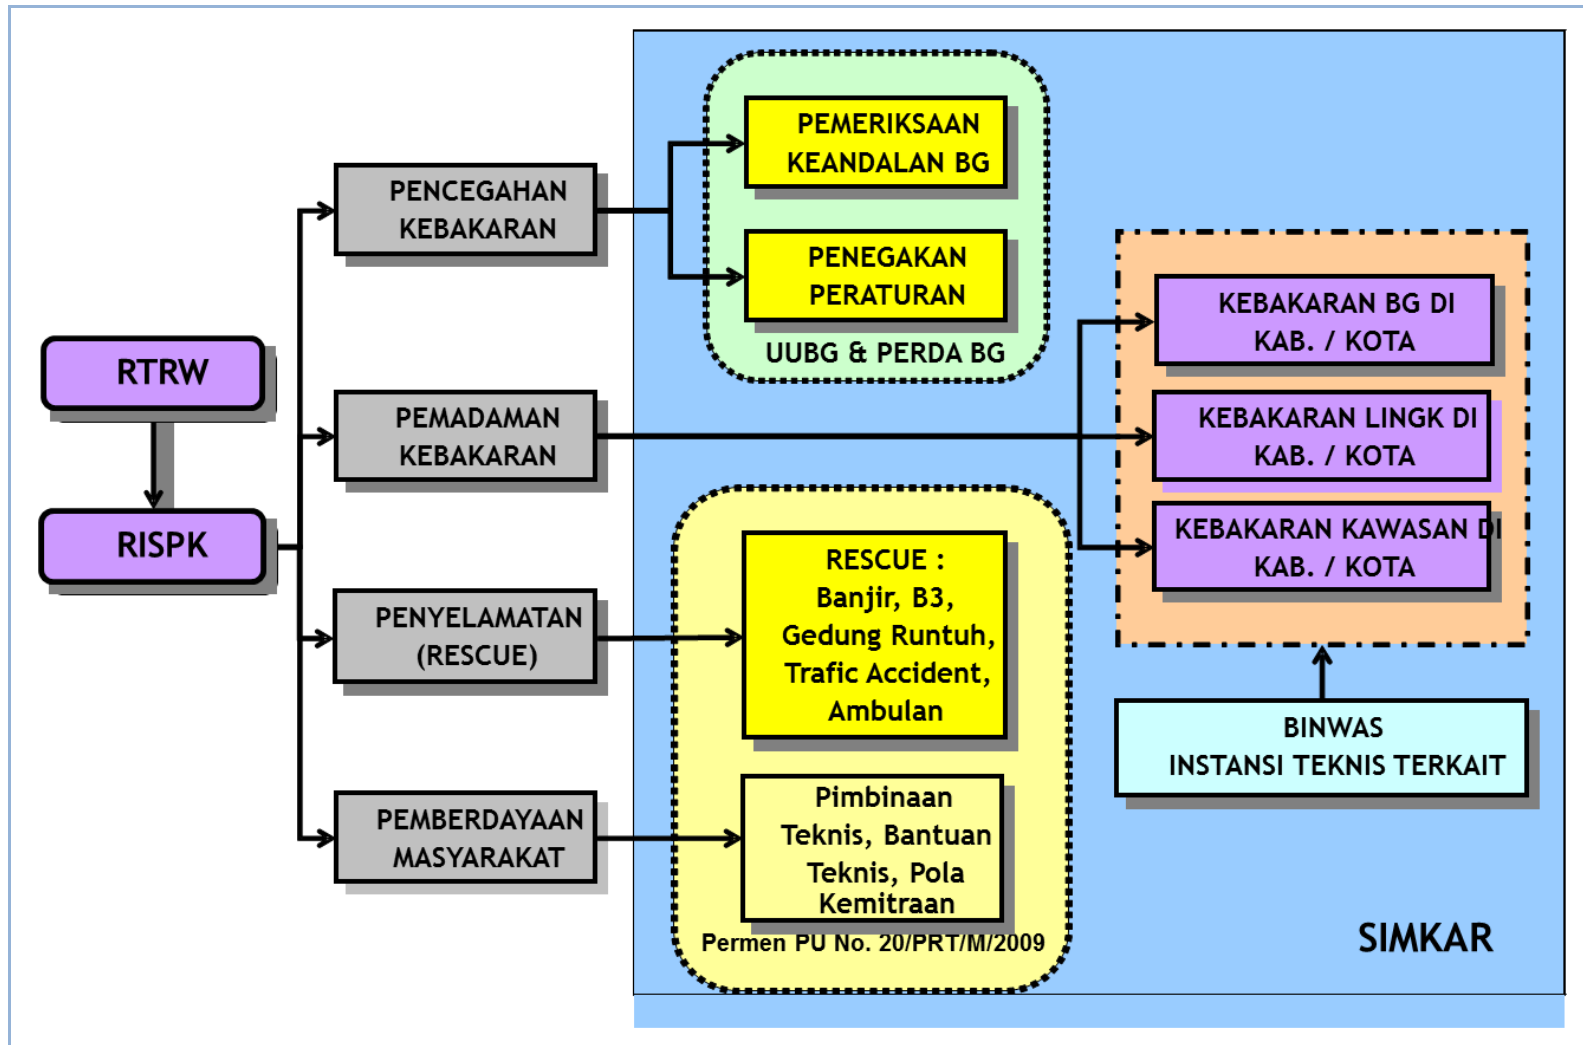 RTRW
RISPK
PENCEGAHAN
KEBAKARAN
PEMADAMAN
KEBAKARAN
PENYELAMATAN
(RESCUE)
PEMBERDAYAAN
MASYARAKAT
PEMERIKSAAN
KEANDALAN BG
PENEGAKAN
PERATURAN
UUBG & PERDA BG
RESCUE :
Banjir, B3,
Gedung Runtuh,
Trafic Accident,
Ambulan
Pimbinaan
Teknis, Bantuan
Teknis, Pola
Kemitraan
Permen PU No. 20/PRT/M/2009
KEBAKARAN BG DI
KAB. / KOTA
KEBAKARAN LINGK DI
KAB. / KOTA
KEBAKARAN KAWASAN DI
KAB. / KOTA
BINWAS
INSTANSI TEKNIS TERKAIT
SIMKAR